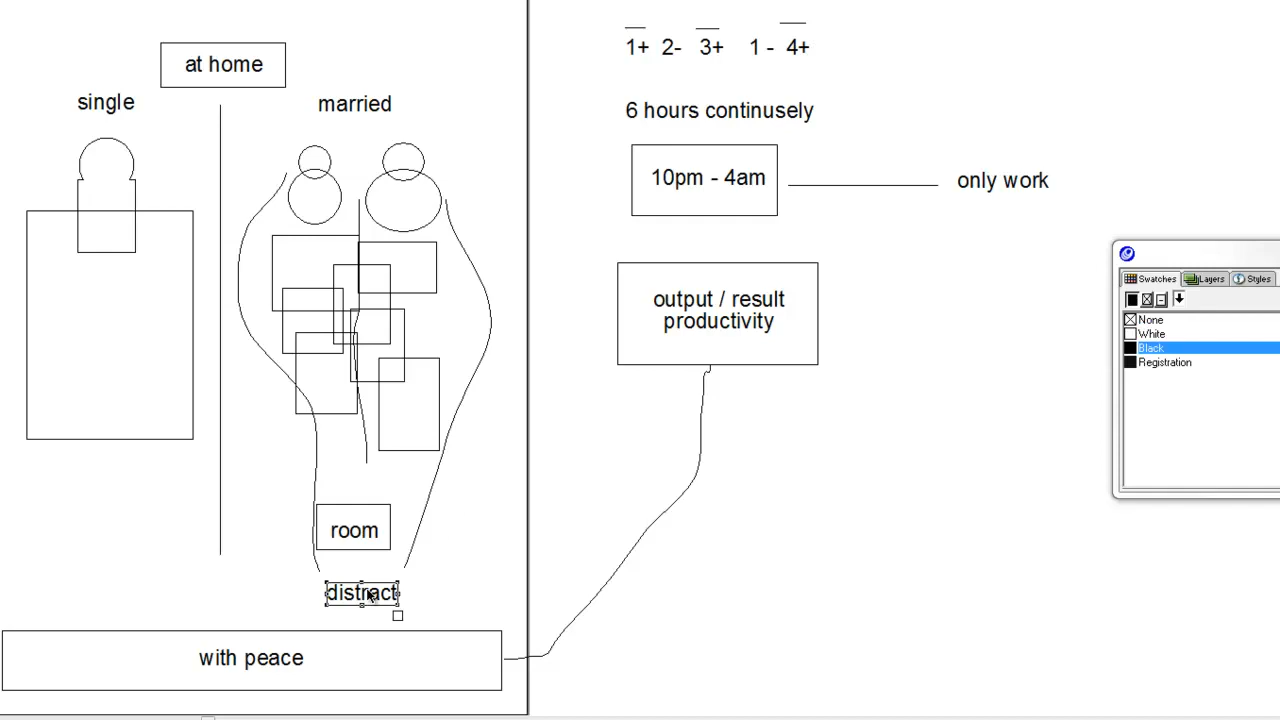 at home
single
married
room
distract
with peace
1+ 2- 3+ 1 - 4+
6 hours continusely
10pm - 4am
only work
output / result
productivity
Swatches
Layers
Styles
None
White
Black
Registration